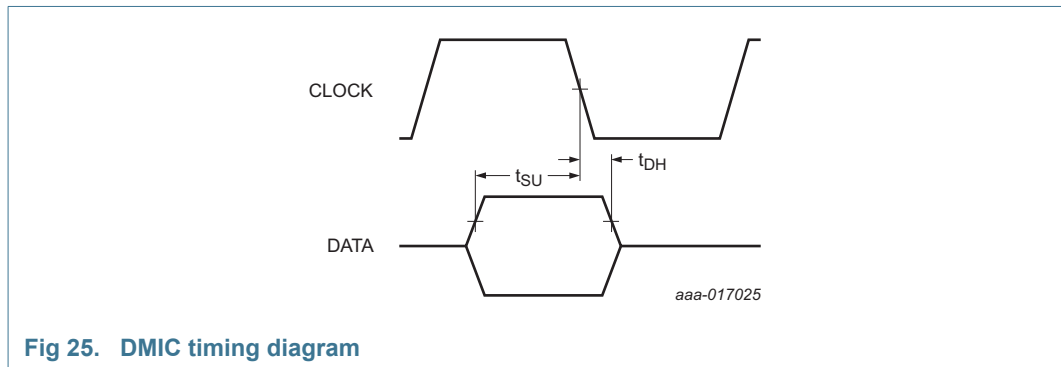 CLOCK
tDH
tSU
DATA
aaa-017025
Fig 25. DMIC timing diagram